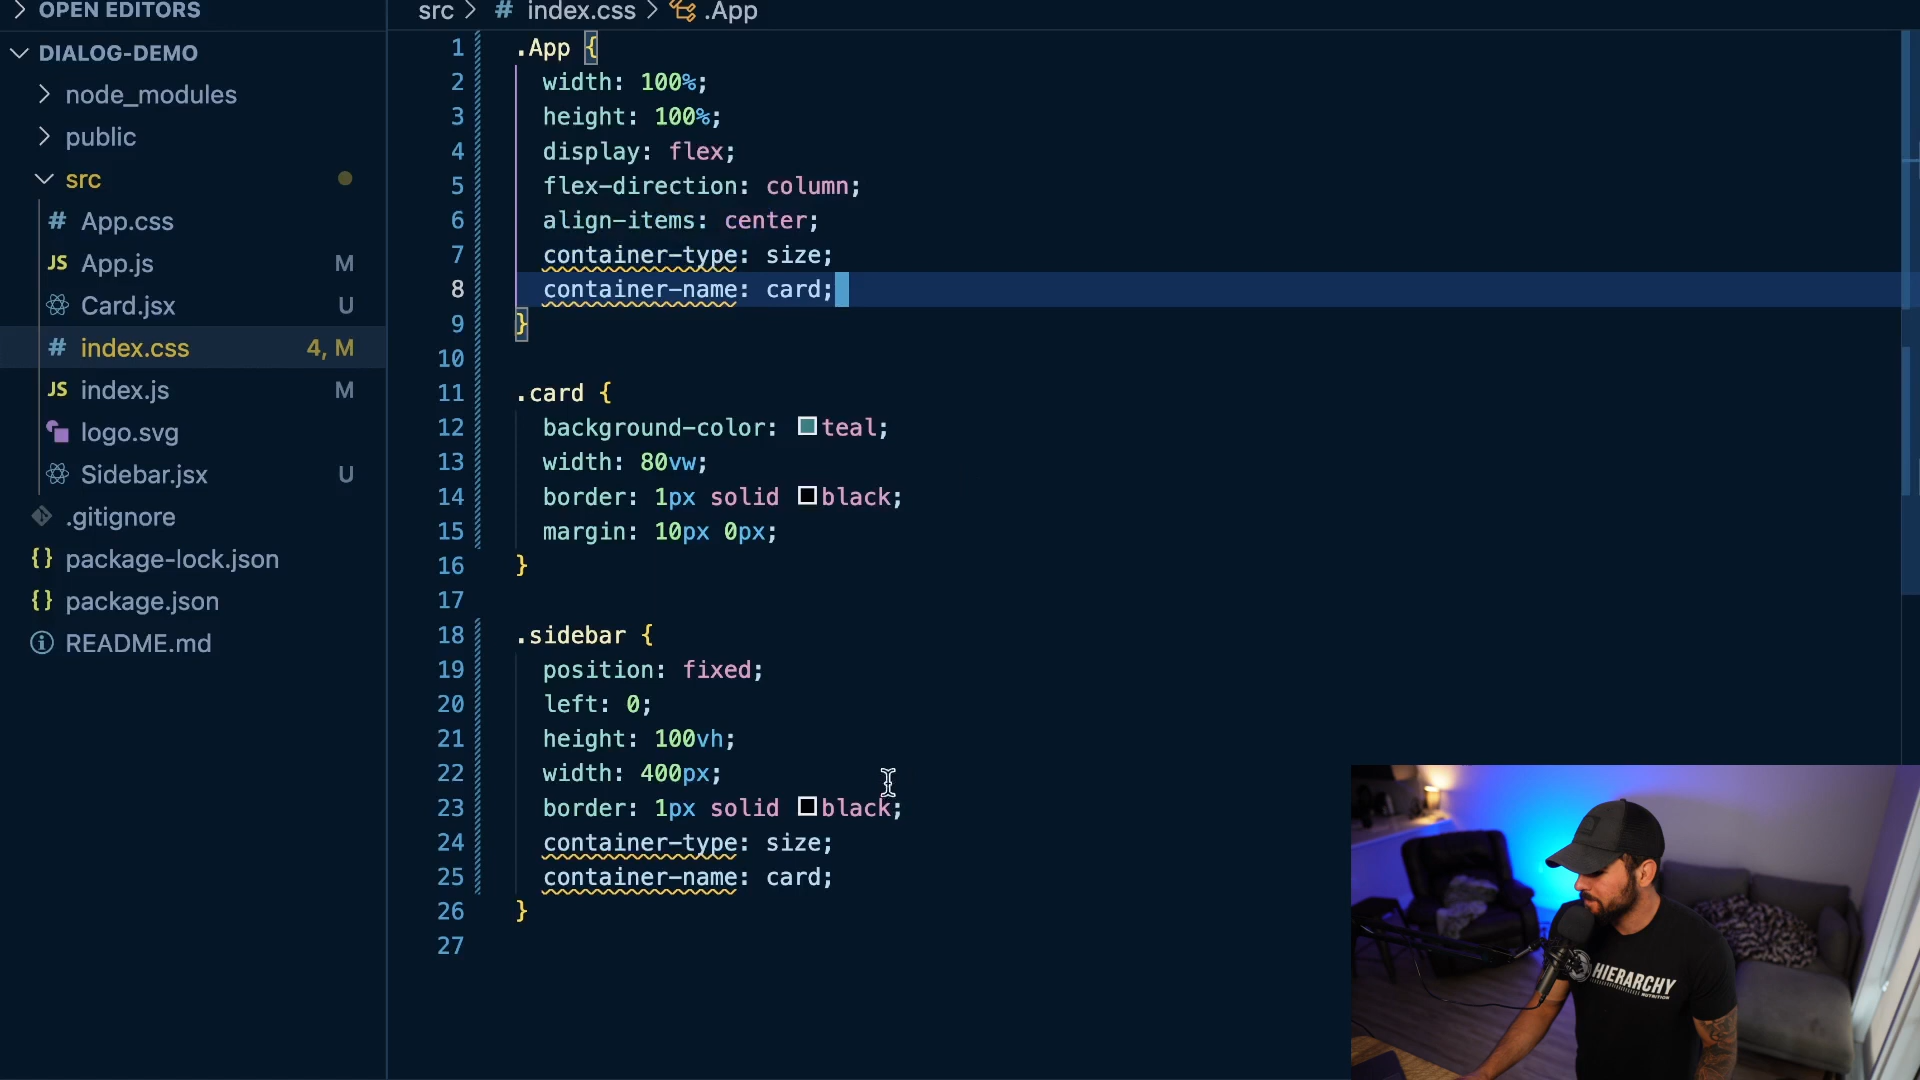 OPEN EDITORS
DIALOG-DEMO
node_modules
public
src
# App.css
JS App.js M
Card.jsx U
# index.css 4, M
JS index.js M
logo.svg
Sidebar.jsx U
.gitignore
{} package-lock.json
{} package.json
README.md
src > # index.css > .App
1 .App {
2 width: 100%;
3 height: 100%;
4 display: flex;
5 flex-direction: column;
6 align-items: center;
7 container-type: size;
8 container-name: card;
9 }
10
11 .card {
12 background-color: teal;
13 width: 80vw;
14 border: 1px solid black;
15 margin: 10px 0px;
16 }
17
18 .sidebar {
19 position: fixed;
20 left: 0;
21 height: 100vh;
22 width: 400px;
23 border: 1px solid black;
24 container-type: size;
25 container-name: card;
26 }
27
HIERARCHY
NUTRITION